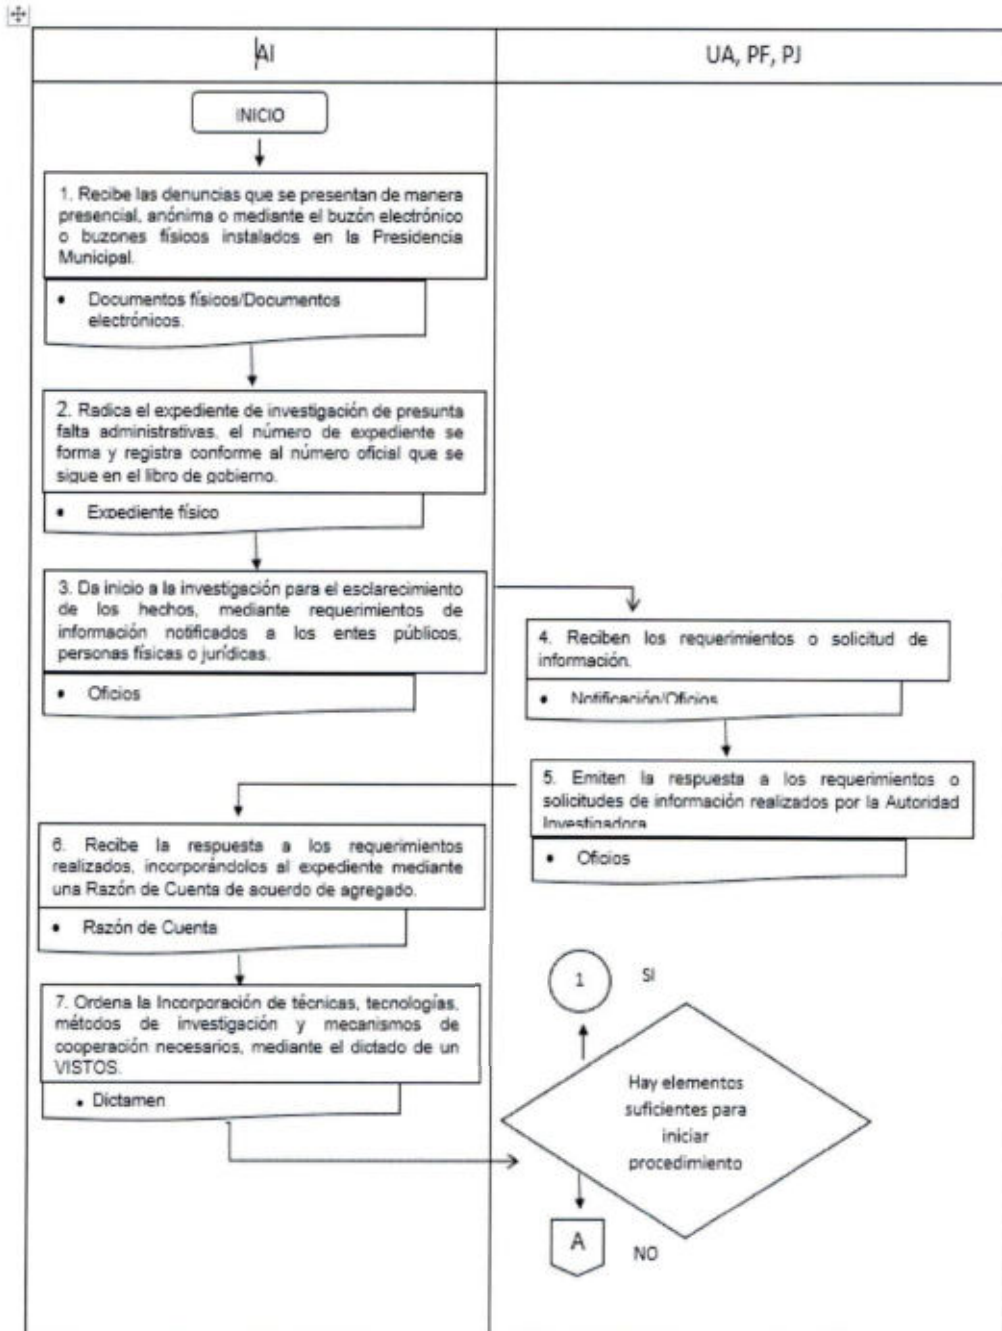 AI
UA, PF, PJ
INICIO
1. Recibe las denuncias que se presentan de manera
presencial, anónima o mediante el buzón electrónico
o buzones físicos instalados en la Presidencia
Municipal.
• Documentos físicos/Documentos
electrónicos.
2. Radica el expediente de investigación de presunta
falta administrativas, el número de expediente se
forma y registra conforme al número oficial que se
sigue en el libro de gobierno.
• Expediente físico
3. Da inicio a la investigación para el esclarecimiento
de los hechos, mediante requerimientos de
información notificados a los entes públicos,
personas físicas o jurídicas.
• Oficios
4. Reciben los requerimientos o solicitud de
información.
• Notificación/Oficios
5. Emiten la respuesta a los requerimientos o
solicitudes de información realizados por la Autoridad
Investigadora
• Oficios
6. Recibe la respuesta a los requerimientos
realizados, incorporándolos al expediente mediante
una Razón de Cuenta de acuerdo de agregado.
• Razón de Cuenta
7. Ordena la Incorporación de técnicas, tecnologías,
métodos de investigación y mecanismos de
cooperación necesarios, mediante el dictado de un
VISTOS.
• Dictamen
1
SI
Hay elementos
suficientes para
iniciar
procedimiento
A
NO